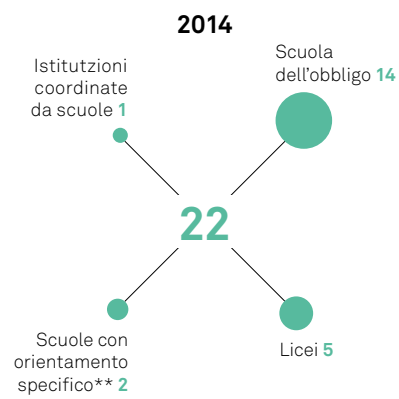 2014
Istitutzioni
coordinate
da scuole 1
Scuola
dell'obbligo 14
22
Scuole con
orientamento
specifico** 2
Licei 5